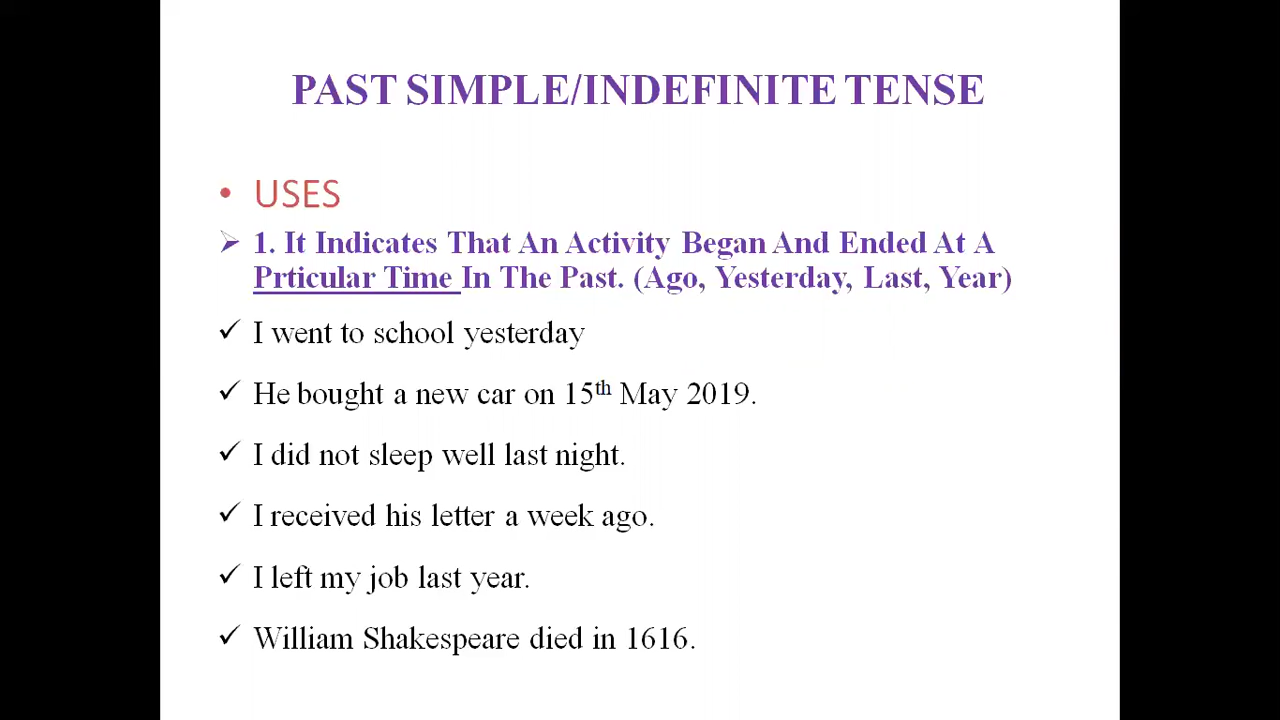 PAST SIMPLE/INDEFINITE TENSE
• USES
➢ 1. It Indicates That An Activity Began And Ended At A
Prticular Time In The Past. (Ago, Yesterday, Last, Year)
✓ I went to school yesterday
✓ He bought a new car on 15th May 2019.
✓ I did not sleep well last night.
✓ I received his letter a week ago.
✓ I left my job last year.
✓ William Shakespeare died in 1616.